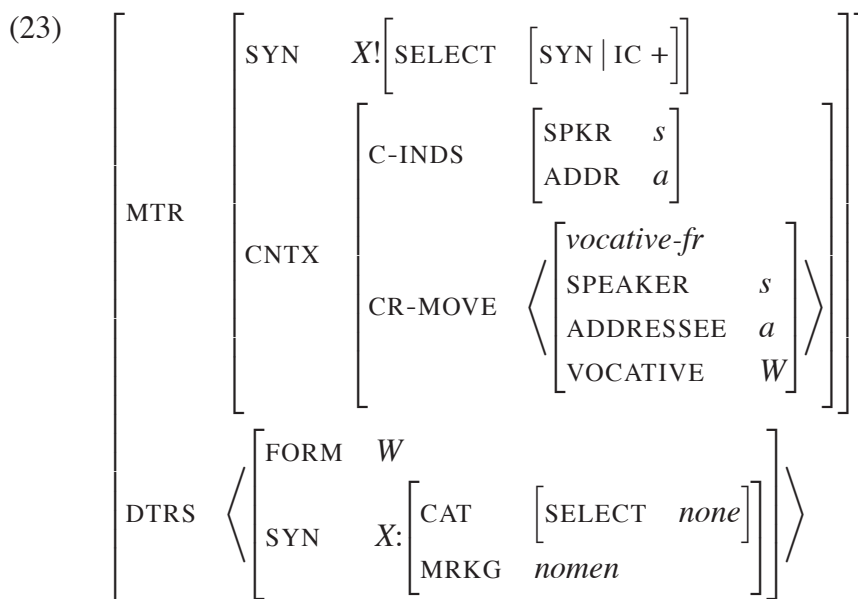 (23)
SYN X![SELECT [SYN | IC +]]
SPKR s
C-INDS
ADDR a
MTR
vocative-fr
CNTX
SPEAKER s
CR-MOVE
ADDRESSEE a
VOCATIVE W
FORM W
DTRS
CAT [SELECT none]
SYN X:
MRKG nomen